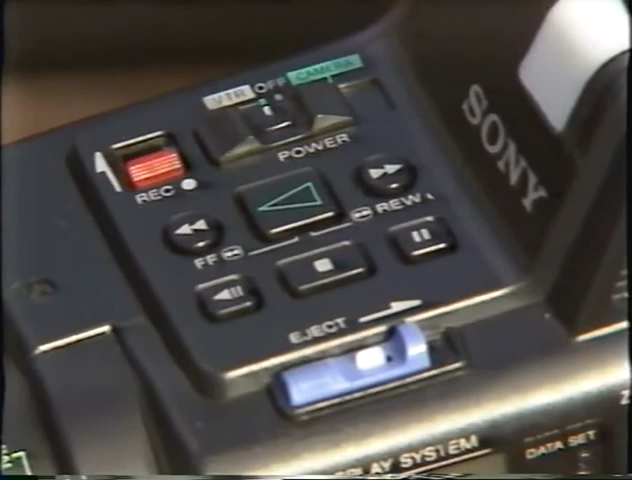 VTR OFF CAMERA
POWER
REC
SONY
FF
REW
EJECT
PLAY SYSTEM
DATA SET